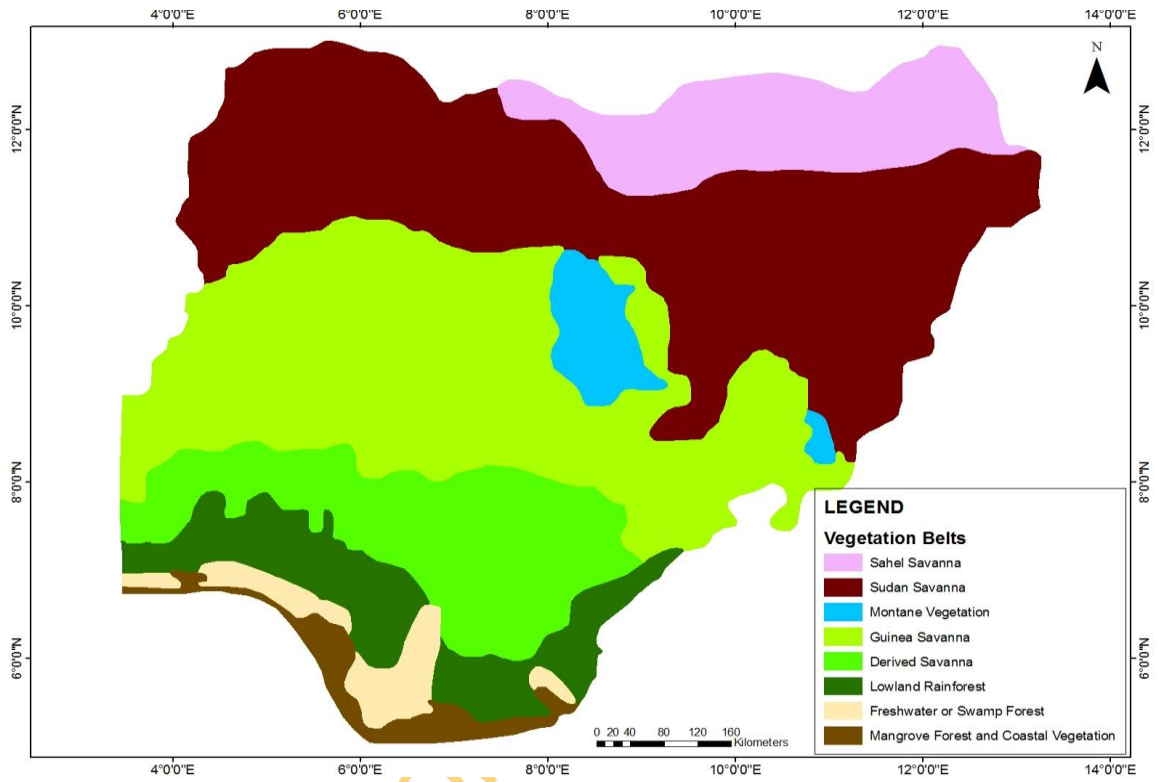 4°0'0"E 6°0'0"E 8°0'0"E 10°0'0"E 12°0'0"E 14°0'0"E
N
12°0'0"N 12°0'0"N
10°0'0"N 10°0'0"N
8°0'0"N 8°0'0"N
6°0'0"N 6°0'0"N
LEGEND
Vegetation Belts
Sahel Savanna
Sudan Savanna
Montane Vegetation
Guinea Savanna
Derived Savanna
Lowland Rainforest
Freshwater or Swamp Forest
Mangrove Forest and Coastal Vegetation
0 20 40 80 120 160
Kilometers
4°0'0"E 6°0'0"E 8°0'0"E 10°0'0"E 12°0'0"E 14°0'0"E